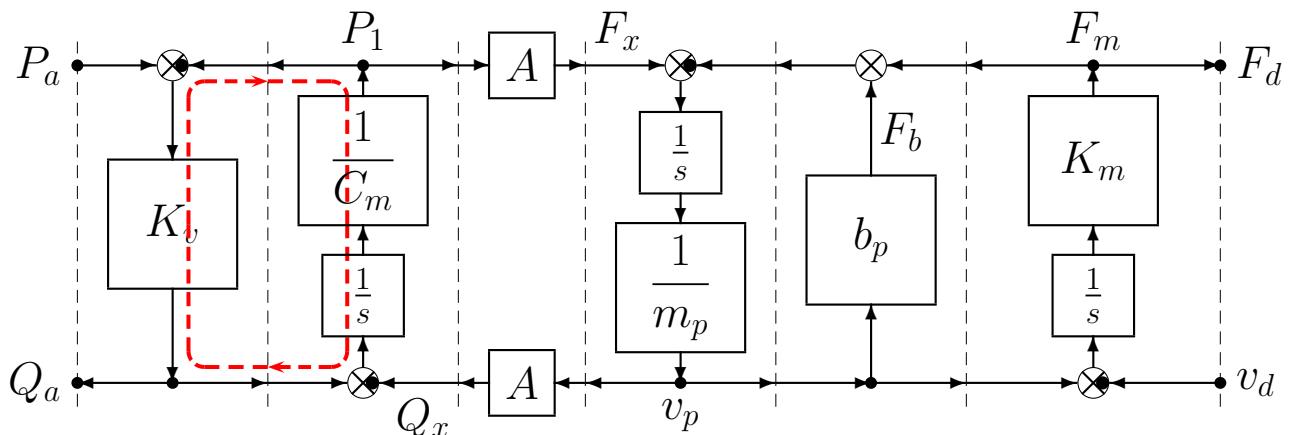 P_a
P_1
A
F_x
F_m
F_d
K_v
1
C_m
1
s
1
s
1
m_p
F_b
b_p
K_m
1
s
Q_a
Q_x
A
v_p
v_d